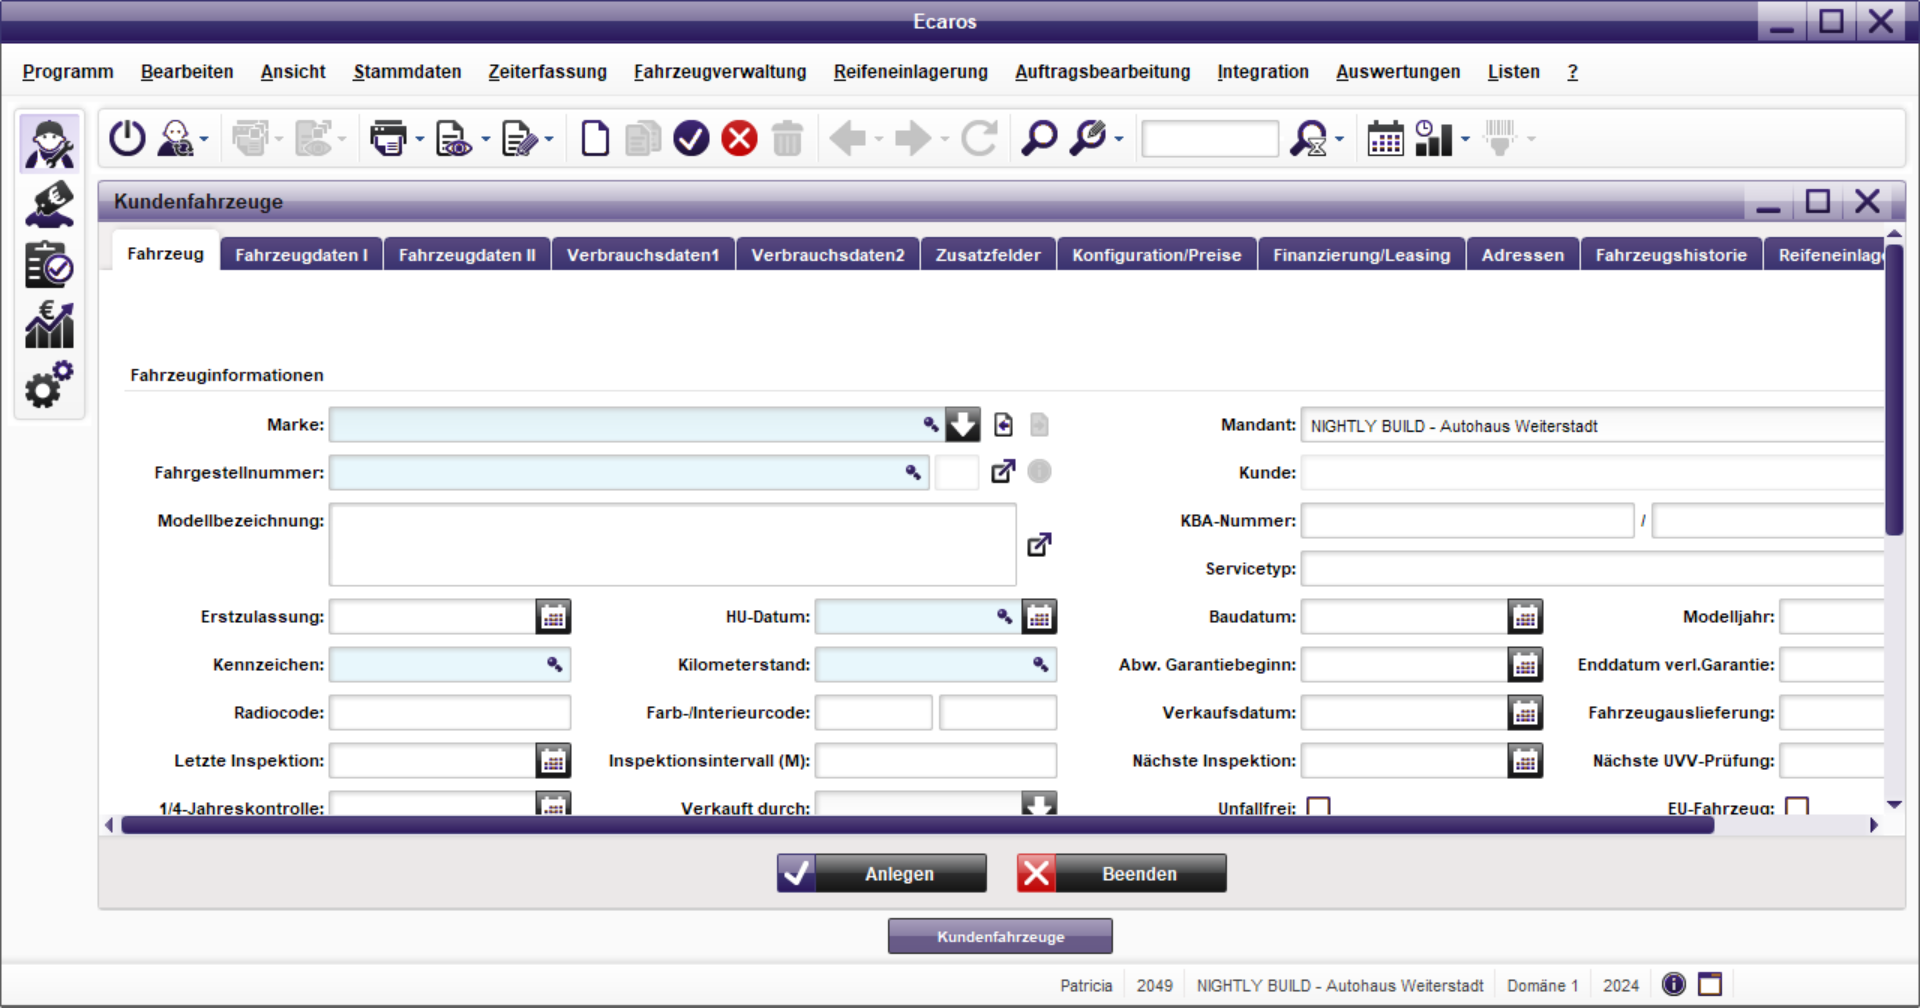 Ecaros
Programm Bearbeiten Ansicht Stammdaten Zeiterfassung Fahrzeugverwaltung Reifeneinlagerung Auftragsbearbeitung Integration Auswertungen Listen ?
Kundenfahrzeuge
Fahrzeug Fahrzeugdaten I Fahrzeugdaten II Verbrauchsdaten1 Verbrauchsdaten2 Zusatzfelder Konfiguration/Preise Finanzierung/Leasing Adressen Fahrzeugshistorie Reifeneinlage
Fahrzeuginformationen
Marke: Mandant: NIGHTLY BUILD - Autohaus Weiterstadt
Fahrgestellnummer: Kunde:
Modellbezeichnung: KBA-Nummer: /
Servicetyp:
Erstzulassung: HU-Datum: Baudatum: Modelljahr:
Kennzeichen: Kilometerstand: Abw. Garantiebeginn: Enddatum verl.Garantie:
Radiocode: Farb-/Interieurcode: Verkaufsdatum: Fahrzeugauslieferung:
Letzte Inspektion: Inspektionsintervall (M): Nächste Inspektion: Nächste UVV-Prüfung:
1/4-Jahreskontrolle: Verkauft durch: Unfallfrei: EU-Fahrzeug:
Anlegen Beenden
Kundenfahrzeuge
Patricia 2049 NIGHTLY BUILD - Autohaus Weiterstadt Domäne 1 2024